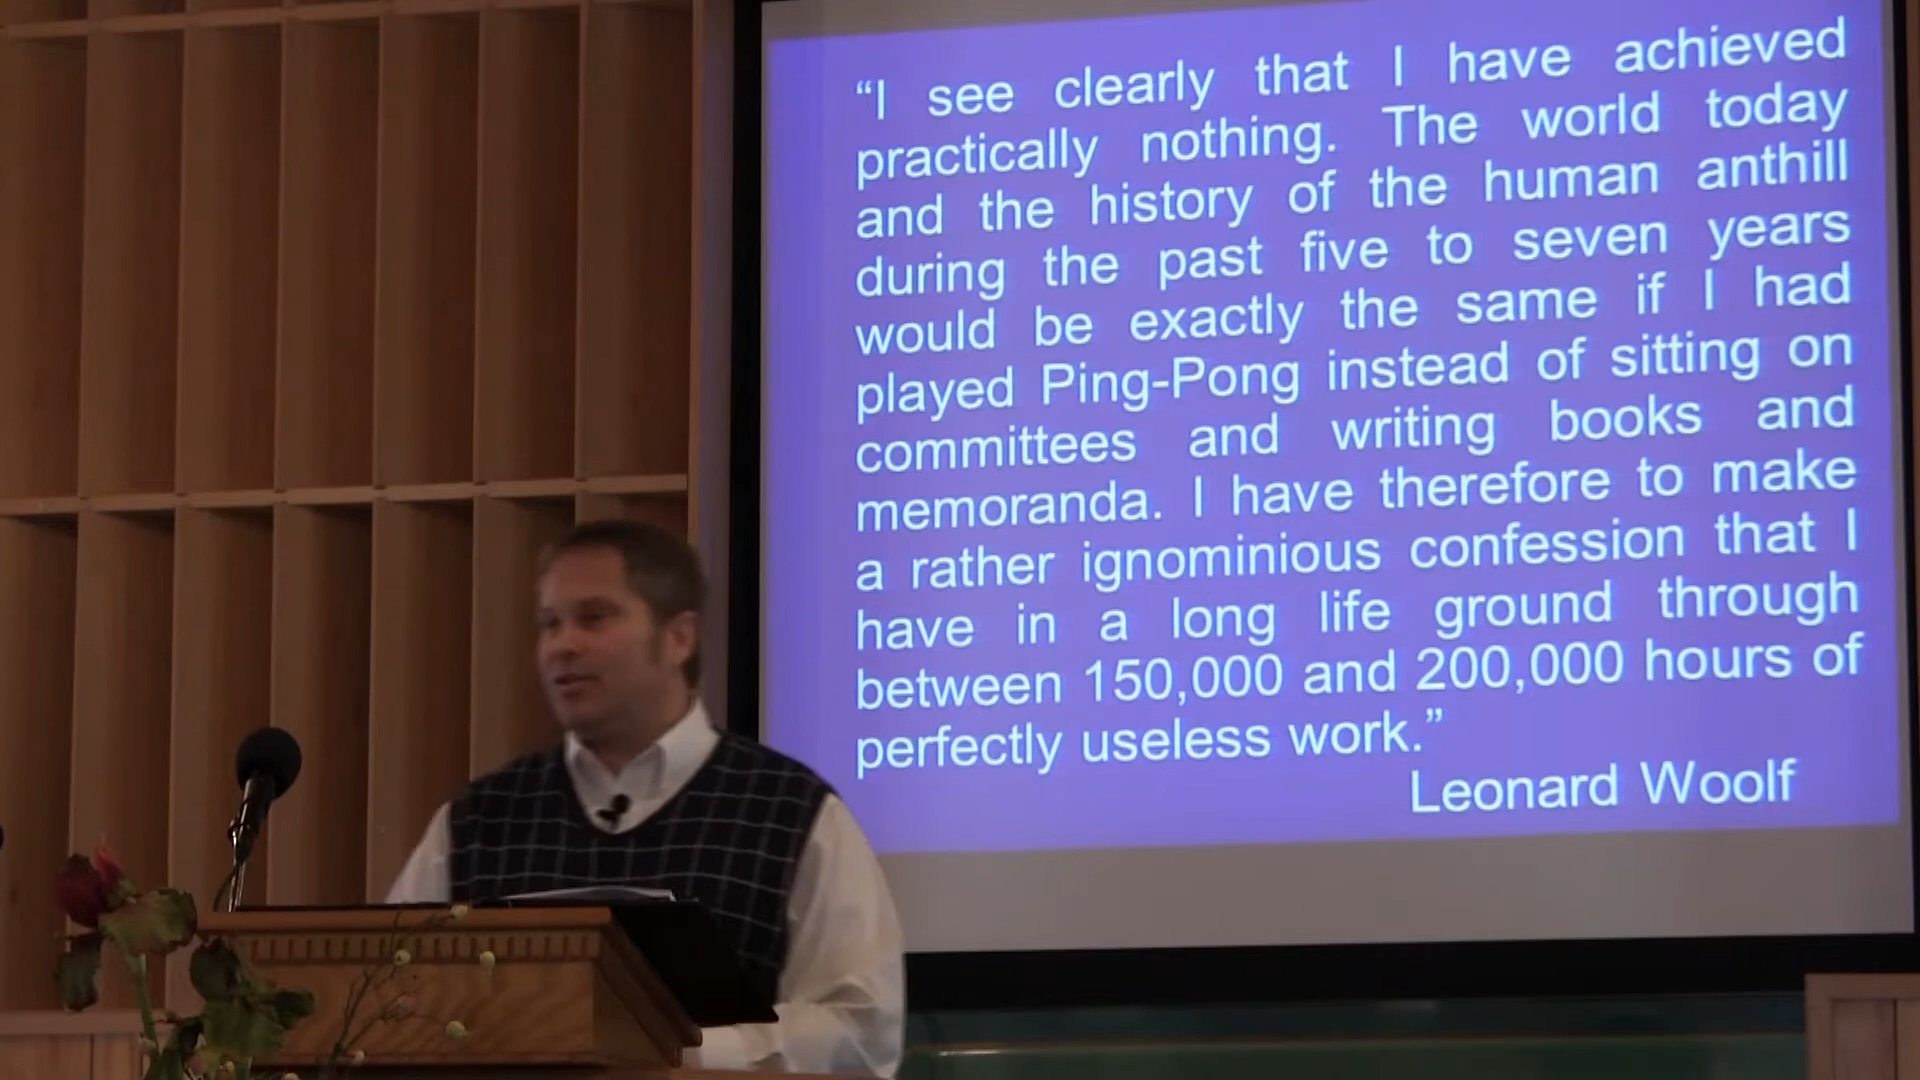 “I see clearly that I have achieved
practically nothing. The world today
and the history of the human anthill
during the past five to seven years
would be exactly the same if I had
played Ping-Pong instead of sitting on
committees and writing books and
memoranda. I have therefore to make
a rather ignominious confession that I
have in a long life ground through
between 150,000 and 200,000 hours of
perfectly useless work.”
Leonard Woolf